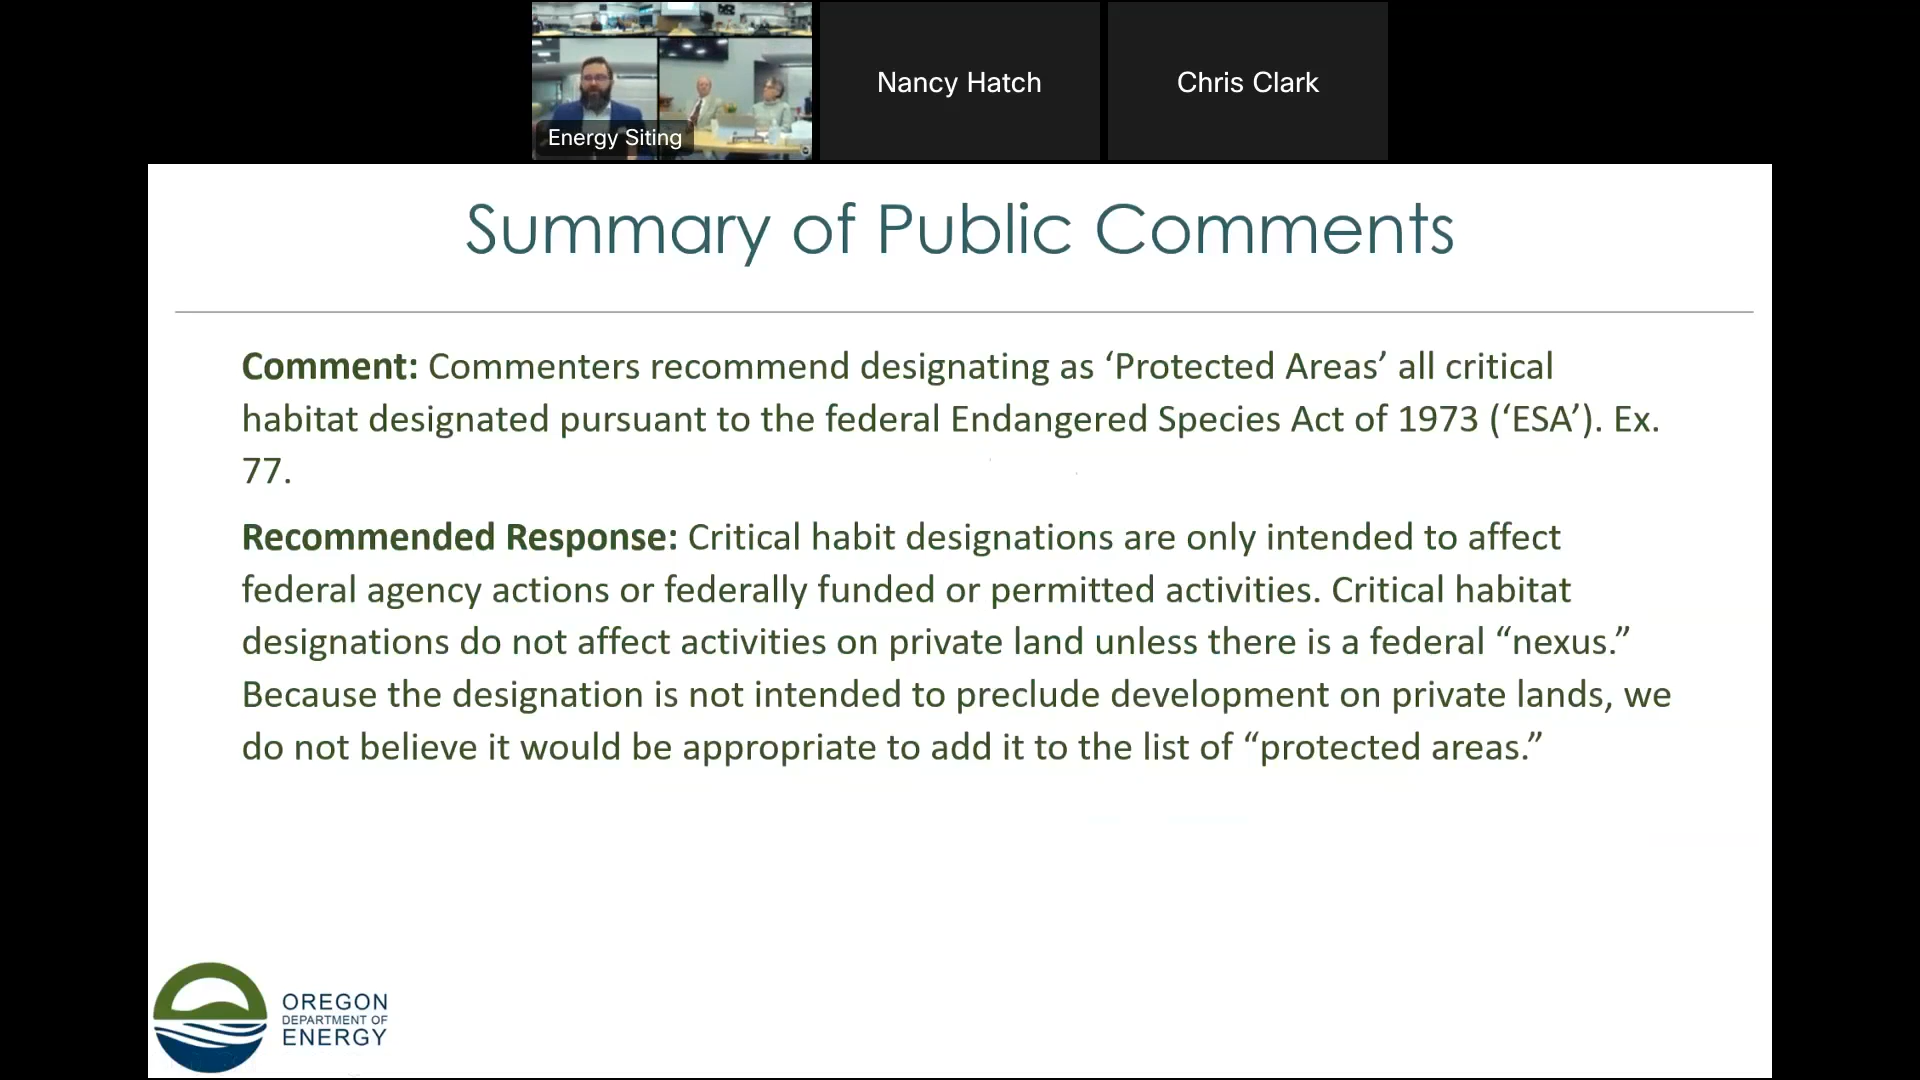 Energy Siting
Nancy Hatch
Chris Clark
Summary of Public Comments
Comment: Commenters recommend designating as ‘Protected Areas’ all critical
habitat designated pursuant to the federal Endangered Species Act of 1973 (‘ESA’). Ex.
77.
Recommended Response: Critical habit designations are only intended to affect
federal agency actions or federally funded or permitted activities. Critical habitat
designations do not affect activities on private land unless there is a federal “nexus.”
Because the designation is not intended to preclude development on private lands, we
do not believe it would be appropriate to add it to the list of “protected areas.”
OREGON
DEPARTMENT OF
ENERGY